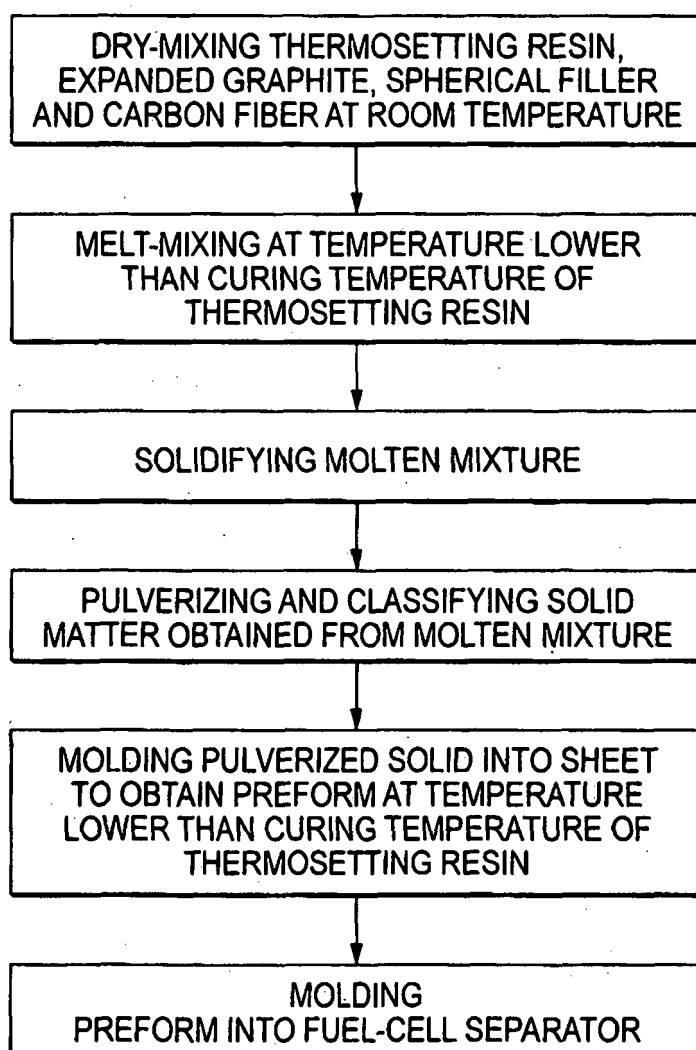 DRY-MIXING THERMOSETTING RESIN,
EXPANDED GRAPHITE, SPHERICAL FILLER
AND CARBON FIBER AT ROOM TEMPERATURE
MELT-MIXING AT TEMPERATURE LOWER
THAN CURING TEMPERATURE OF
THERMOSETTING RESIN
SOLIDIFYING MOLTEN MIXTURE
PULVERIZING AND CLASSIFYING SOLID
MATTER OBTAINED FROM MOLTEN MIXTURE
MOLDING PULVERIZED SOLID INTO SHEET
TO OBTAIN PREFORM AT TEMPERATURE
LOWER THAN CURING TEMPERATURE OF
THERMOSETTING RESIN
MOLDING
PREFORM INTO FUEL-CELL SEPARATOR